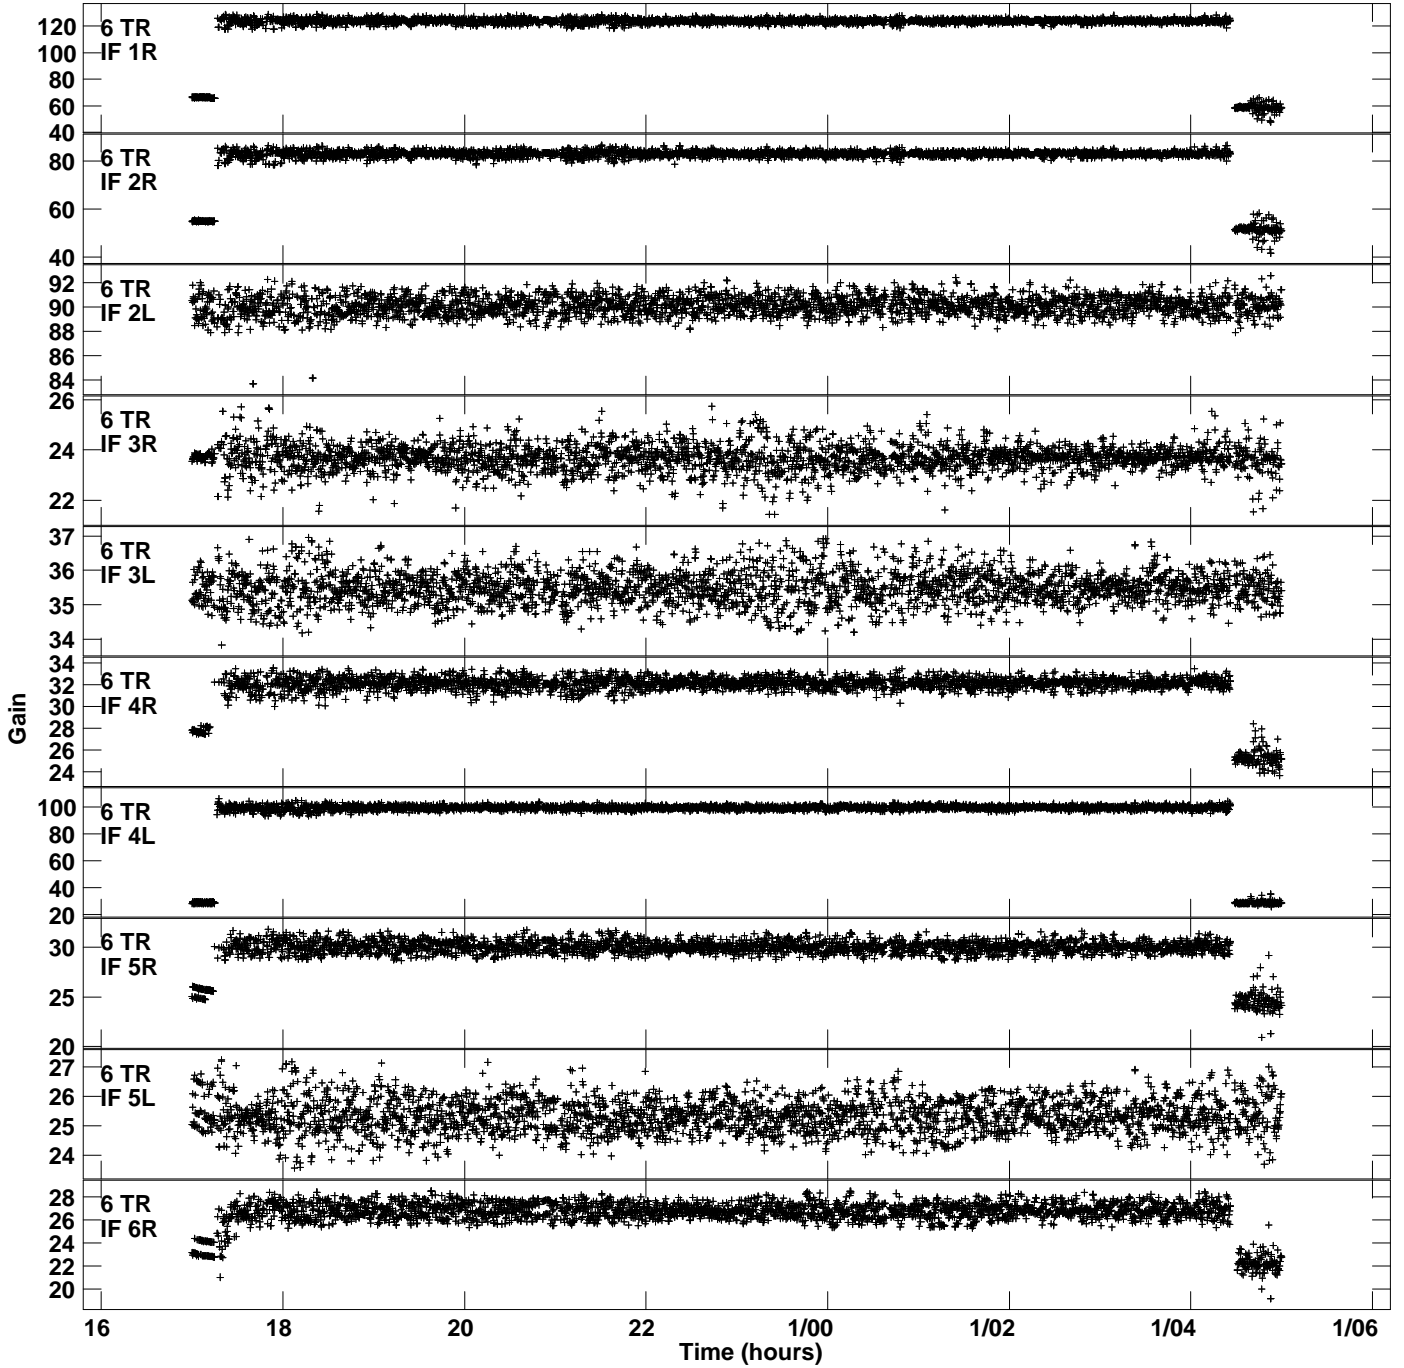 120
100
80
60
40
6 TR
IF 1R
80
60
40
6 TR
IF 2R
92
90
88
86
84
6 TR
IF 2L
26
24
22
6 TR
IF 3R
37
36
35
34
6 TR
IF 3L
34
32
30
28
26
24
6 TR
IF 4R
Gain
100
80
60
40
20
6 TR
IF 4L
30
25
20
6 TR
IF 5R
27
26
25
24
6 TR
IF 5L
28
26
24
22
20
6 TR
IF 6R
16 18 20 22 1/00 1/02 1/04 1/06
Time (hours)